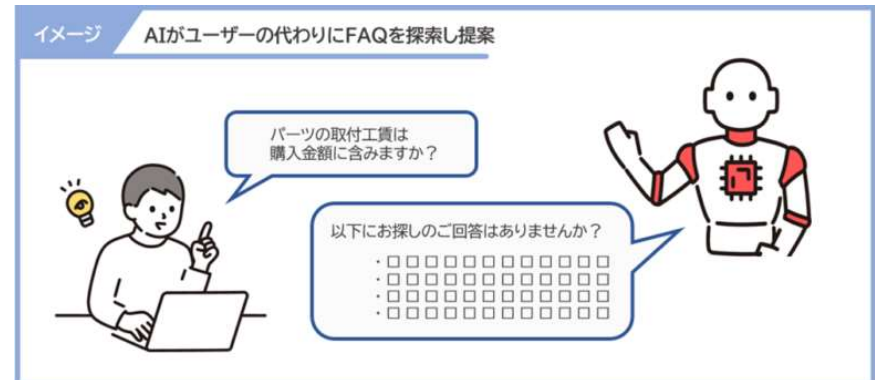 イメージ
AIがユーザーの代わりにFAQを探索し提案
パーツの取付工賃は
購入金額に含みますか？
以下にお探しのご回答はありませんか？
・□□□□□□□□□□□□
・□□□□□□□□□□□□
・□□□□□□□□□□□□
・□□□□□□□□□□□□